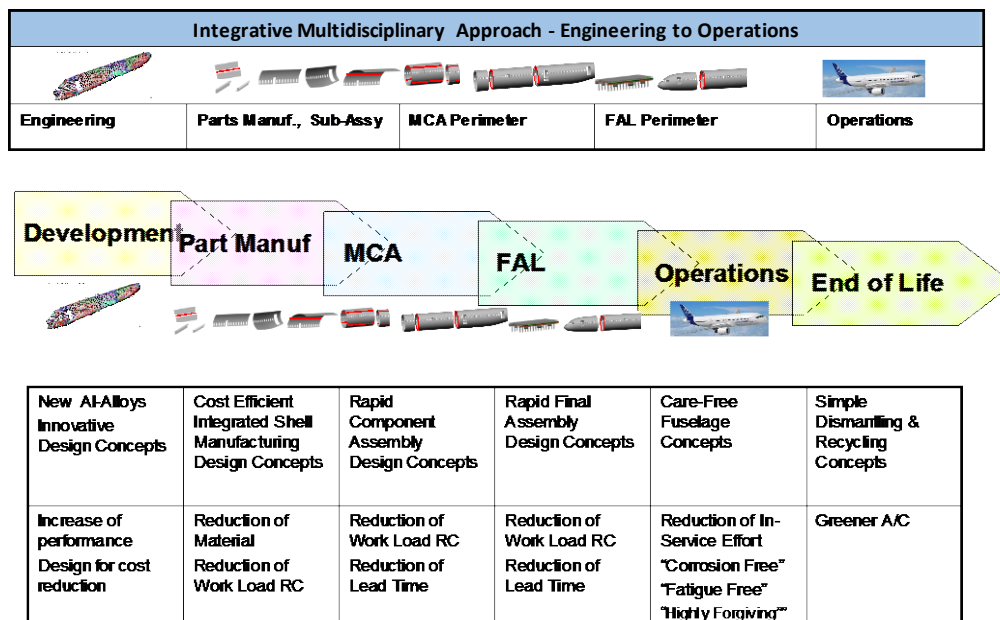 Integrative Multidisciplinary Approach - Engineering to Operations
Engineering
Parts Manuf., Sub-Assy
MCA Perimeter
FAL Perimeter
Operations
Development
Part Manuf
MCA
FAL
Operations
End of Life
New Al-Alloys
Innovative
Design Concepts
Cost Efficient
Integrated Shell
Manufacturing
Design Concepts
Rapid
Component
Assembly
Design Concepts
Rapid Final
Assembly
Design Concepts
Care-Free
Fuselage
Concepts
Simple
Dismantling &
Recycling
Concepts
Increase of
performance
Design for cost
reduction
Reduction of
Material
Reduction of
Work Load RC
Reduction of
Work Load RC
Reduction of
Lead Time
Reduction of
Work Load RC
Reduction of
Lead Time
Reduction of In-
Service Effort
"Corrosion Free"
"Fatigue Free"
"Highly Forgiving""
Greener A/C